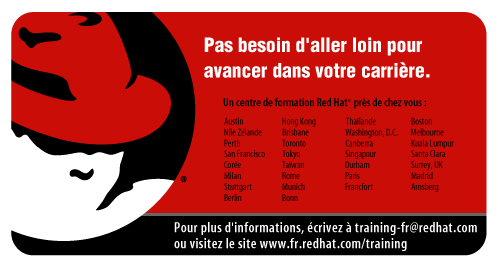 Pas besoin d'aller loin pour
avancer dans votre carrière.
Un centre de formation Red Hat® près de chez vous :
Austin Hong Kong Thaïlande Boston
Nlle Zélande Brisbane Washington, D.C. Melbourne
Perth Toronto Canberra Kuala Lumpur
San Francisco Tokyo Singapour Santa Clara
Corée Taiwan Durham Surrey, UK
Milan Rome Paris Madrid
Stuttgart Munich Francfort Arnsberg
Berlin Bonn
®
Pour plus d'informations, écrivez à training-fr@redhat.com
ou visitez le site www.fr.redhat.com/training